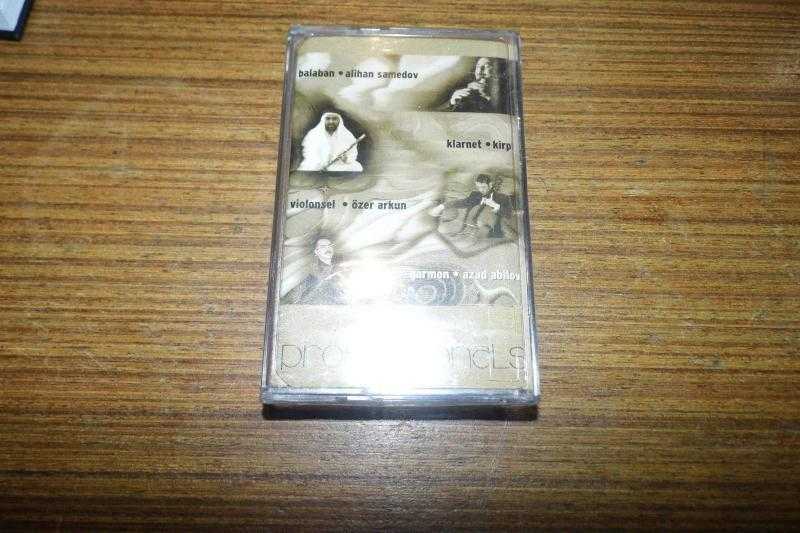 balaban • alihan samedov
klarnet • kirp
violonsel • özer arkun
garmon • azad abilov